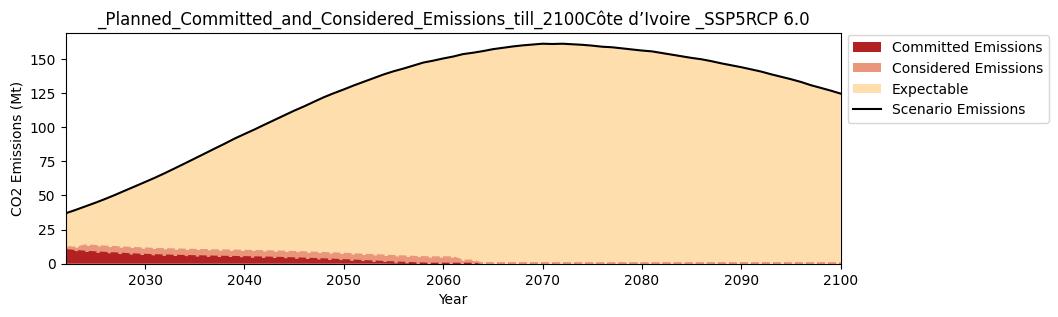 _Planned_Committed_and_Considered_Emissions_till_2100Côte d’Ivoire _SSP5RCP 6.0
CO2 Emissions (Mt)
150
125
100
75
50
25
0
2030 2040 2050 2060 2070 2080 2090 2100
Year
Committed Emissions
Considered Emissions
Expectable
Scenario Emissions